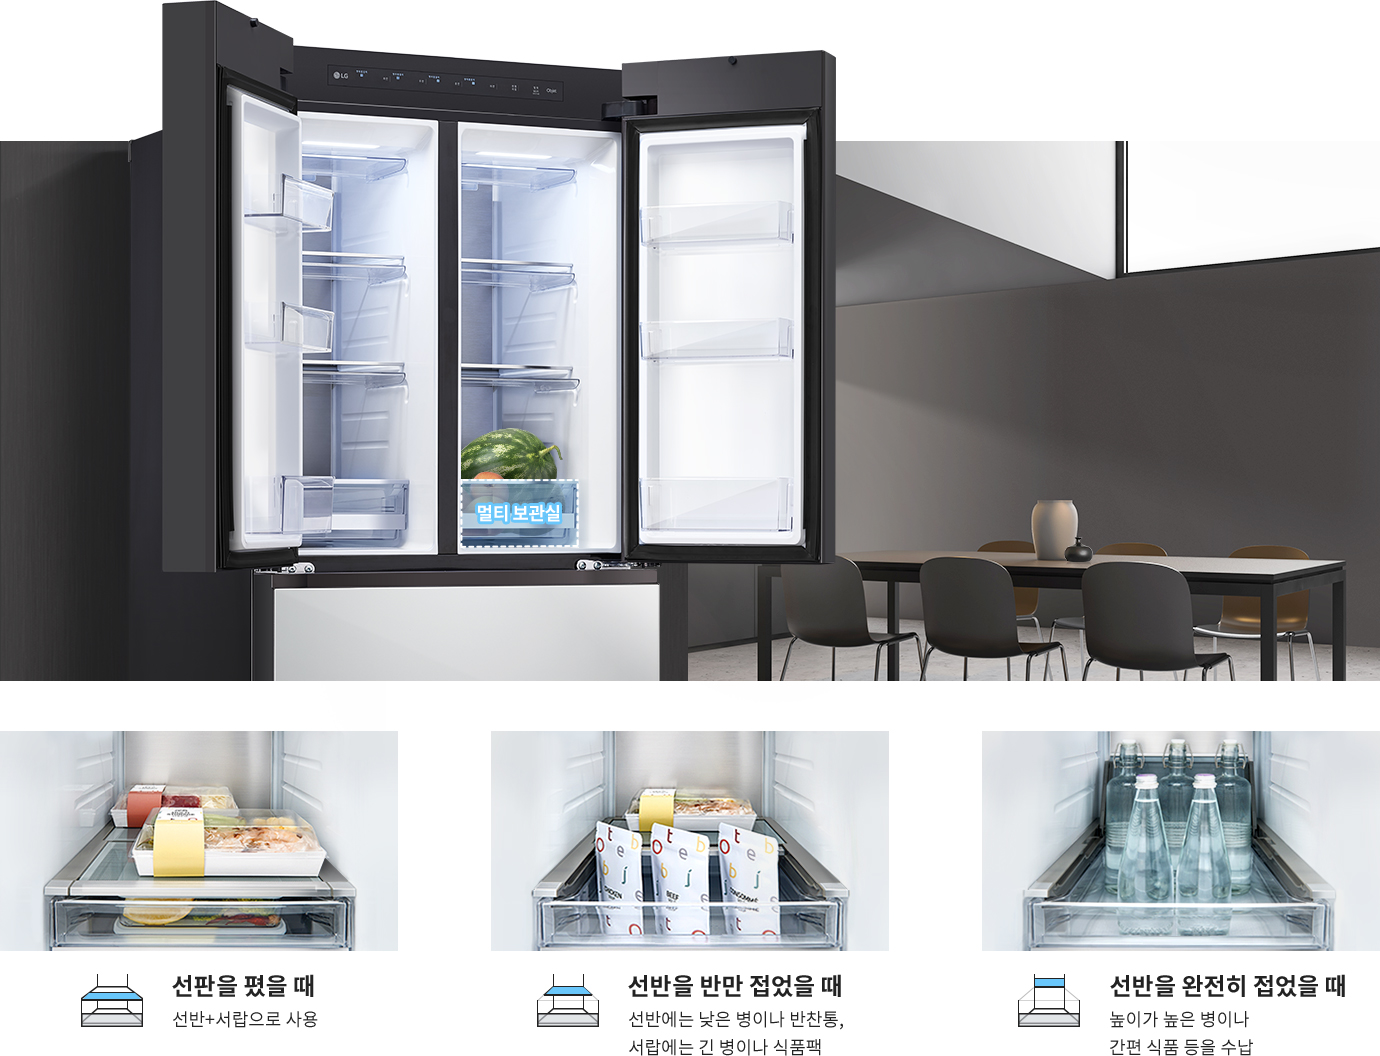 LG
Objet
멀티 보관실
선판을 폈을 때
선반+서랍으로 사용
선반을 반만 접었을 때
선반에는 낮은 병이나 반찬통,
서랍에는 긴 병이나 식품팩
선반을 완전히 접었을 때
높이가 높은 병이나
간편 식품 등을 수납